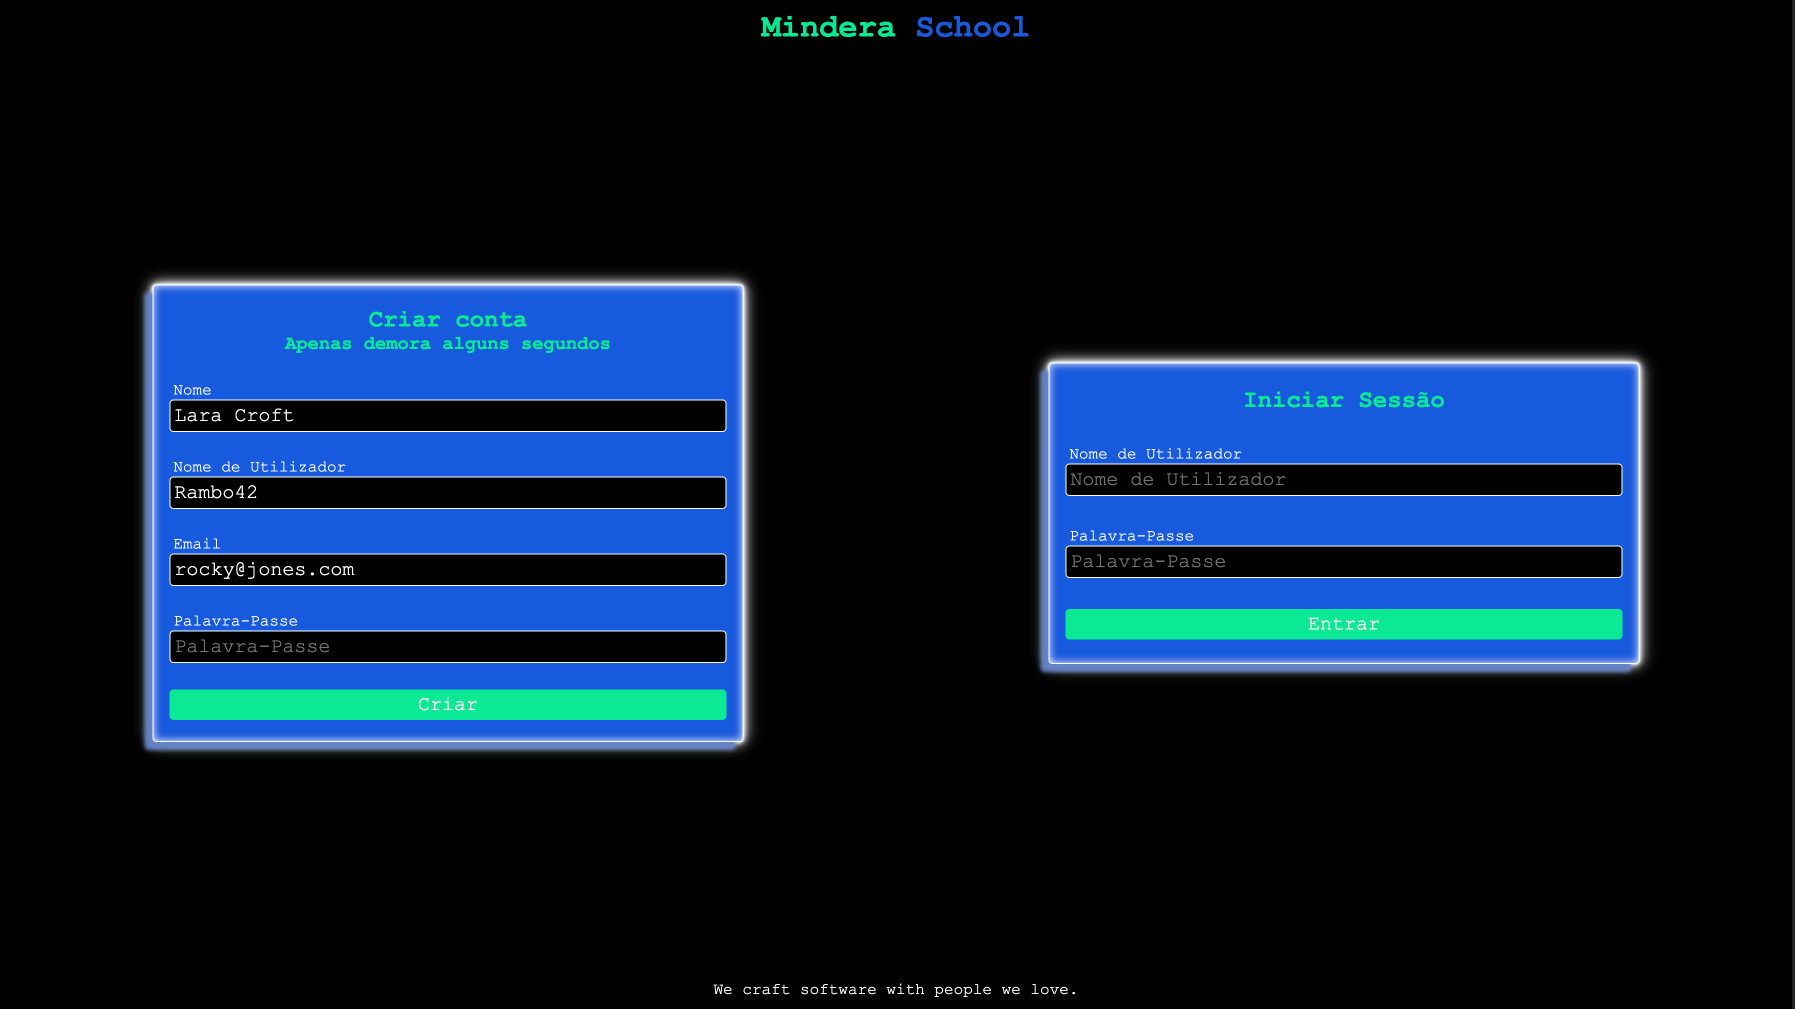 Mindera School
Criar conta
Apenas demora alguns segundos
Nome
Lara Croft
Nome de Utilizador
Rambo42
Email
rocky@jones.com
Palavra-Passe
Palavra-Passe
Criar
Iniciar Sessão
Nome de Utilizador
Nome de Utilizador
Palavra-Passe
Palavra-Passe
Entrar
We craft software with people we love.